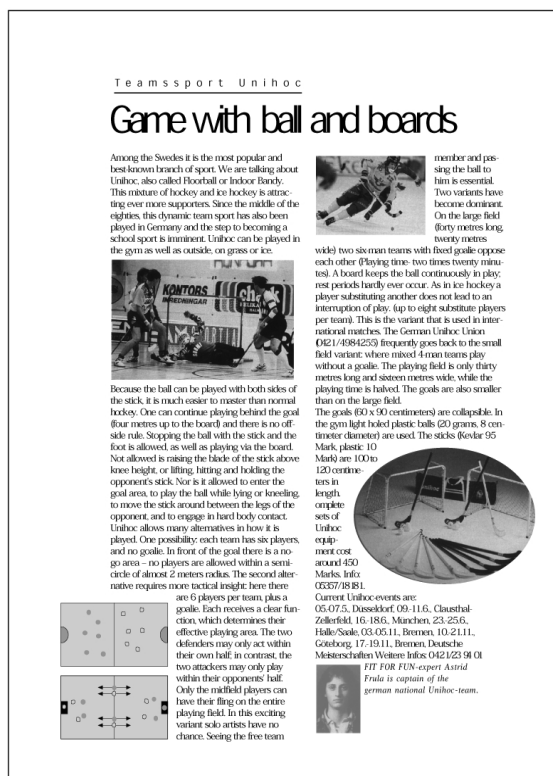 Teamssport Unihoc
Game with ball and boards
Among the Swedes it is the most popular and
best-known branch of sport. We are talking about
Unihoc, also called Floorball or Indoor Bandy.
This mixture of hockey and ice hockey is attrac-
ting ever more supporters. Since the middle of the
eighties, this dynamic team sport has also been
played in Germany and the step to becoming a
school sport is imminent. Unihoc can be played in
the gym as well as outside, on grass or ice.
KONTORS
INREDNINGAR
Because the ball can be played with both sides of
the stick, it is much easier to master than normal
hockey. One can continue playing behind the goal
(four metres up to the board) and there is no off-
side rule. Stopping the ball with the stick and the
foot is allowed, as well as playing via the board.
Not allowed is raising the blade of the stick above
knee height, or lifting, hitting and holding the
opponent's stick. Nor is it allowed to enter the
goal area, to play the ball while lying or kneeling,
to move the stick around between the legs of the
opponent, and to engage in hard body contact.
Unihoc allows many alternatives in how it is
played. One possibility: each team has six players,
and no goalie. In front of the goal there is a no-
go area – no players are allowed within a semi-
circle of almost 2 meters radius. The second alter-
native requires more tactical insight: here there
are 6 players per team, plus a
goalie. Each receives a clear fun-
ction, which determines their
effective playing area. The two
defenders may only act within
their own half; in contrast, the
two attackers may only play
within their opponents' half.
Only the midfield players can
have their fling on the entire
playing field. In this exciting
variant solo artists have no
chance. Seeing the free team
member and pas-
sing the ball to
him is essential.
Two variants have
become dominant.
On the large field
(forty metres long,
twenty metres
wide) two six-man teams with fixed goalie oppose
each other (Playing time- two times twenty minu-
tes). A board keeps the ball continuously in play;
rest periods hardly ever occur. As in ice hockey a
player substituting another does not lead to an
interruption of play. (up to eight substitute players
per team). This is the variant that is used in inter-
national matches. The German Unihoc Union
(0421/4984255) frequently goes back to the small
field variant: where mixed 4-man teams play
without a goalie. The playing field is only thirty
metres long and sixteen metres wide, while the
playing time is halved. The goals are also smaller
than on the large field.
The goals (60 x 90 centimeters) are collapsible. In
the gym light holed plastic balls (20 grams, 8 cen-
timeter diameter) are used. The sticks (Kevlar 95
Mark, plastic 10
Mark) are 100 to
120 centime-
ters in
length.
omplete
sets of
Unihoc
equip-
ment cost
around 450
Marks. Info:
05357/18 181.
Current Unihoc-events are:
05.-07.5., Düsseldorf, 09.-11.6., Clausthal-
Zellerfeld, 16.-18.6., München, 23.-25.6.,
Halle/Saale, 03.-05.11., Bremen, 10.-21.11.,
Göteborg, 17.-19.11., Bremen, Deutsche
Meisterschaften Weitere Infos: 0421/23 94 01
FIT FOR FUN-expert Astrid
Frula is captain of the
german national Unihoc-team.